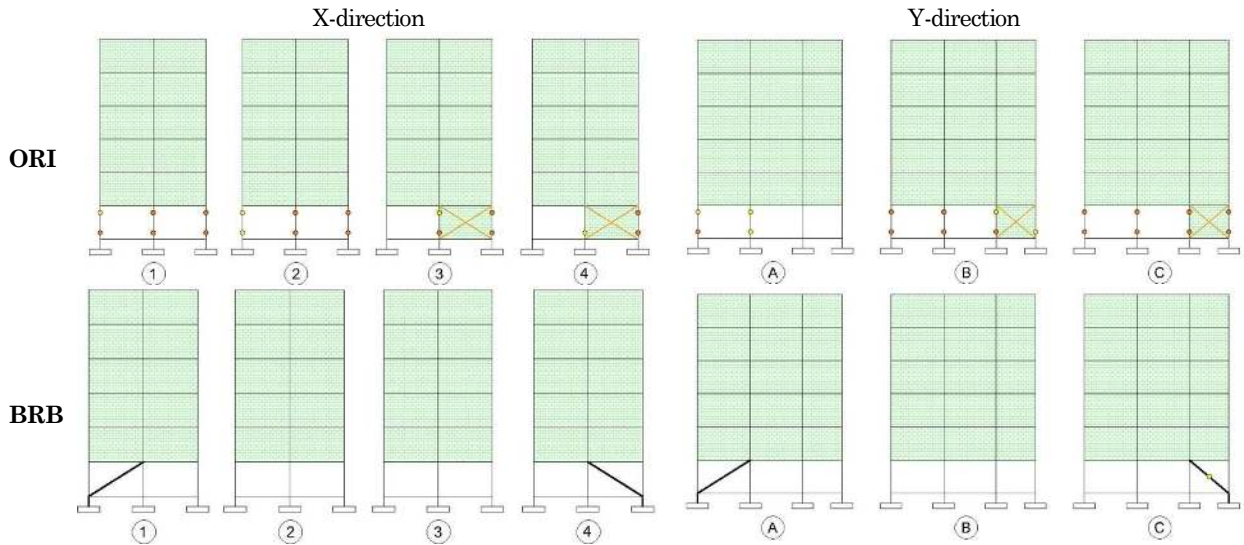 X-direction Y-direction
ORI
1 2 3 4 A B C
BRB
1 2 3 4 A B C